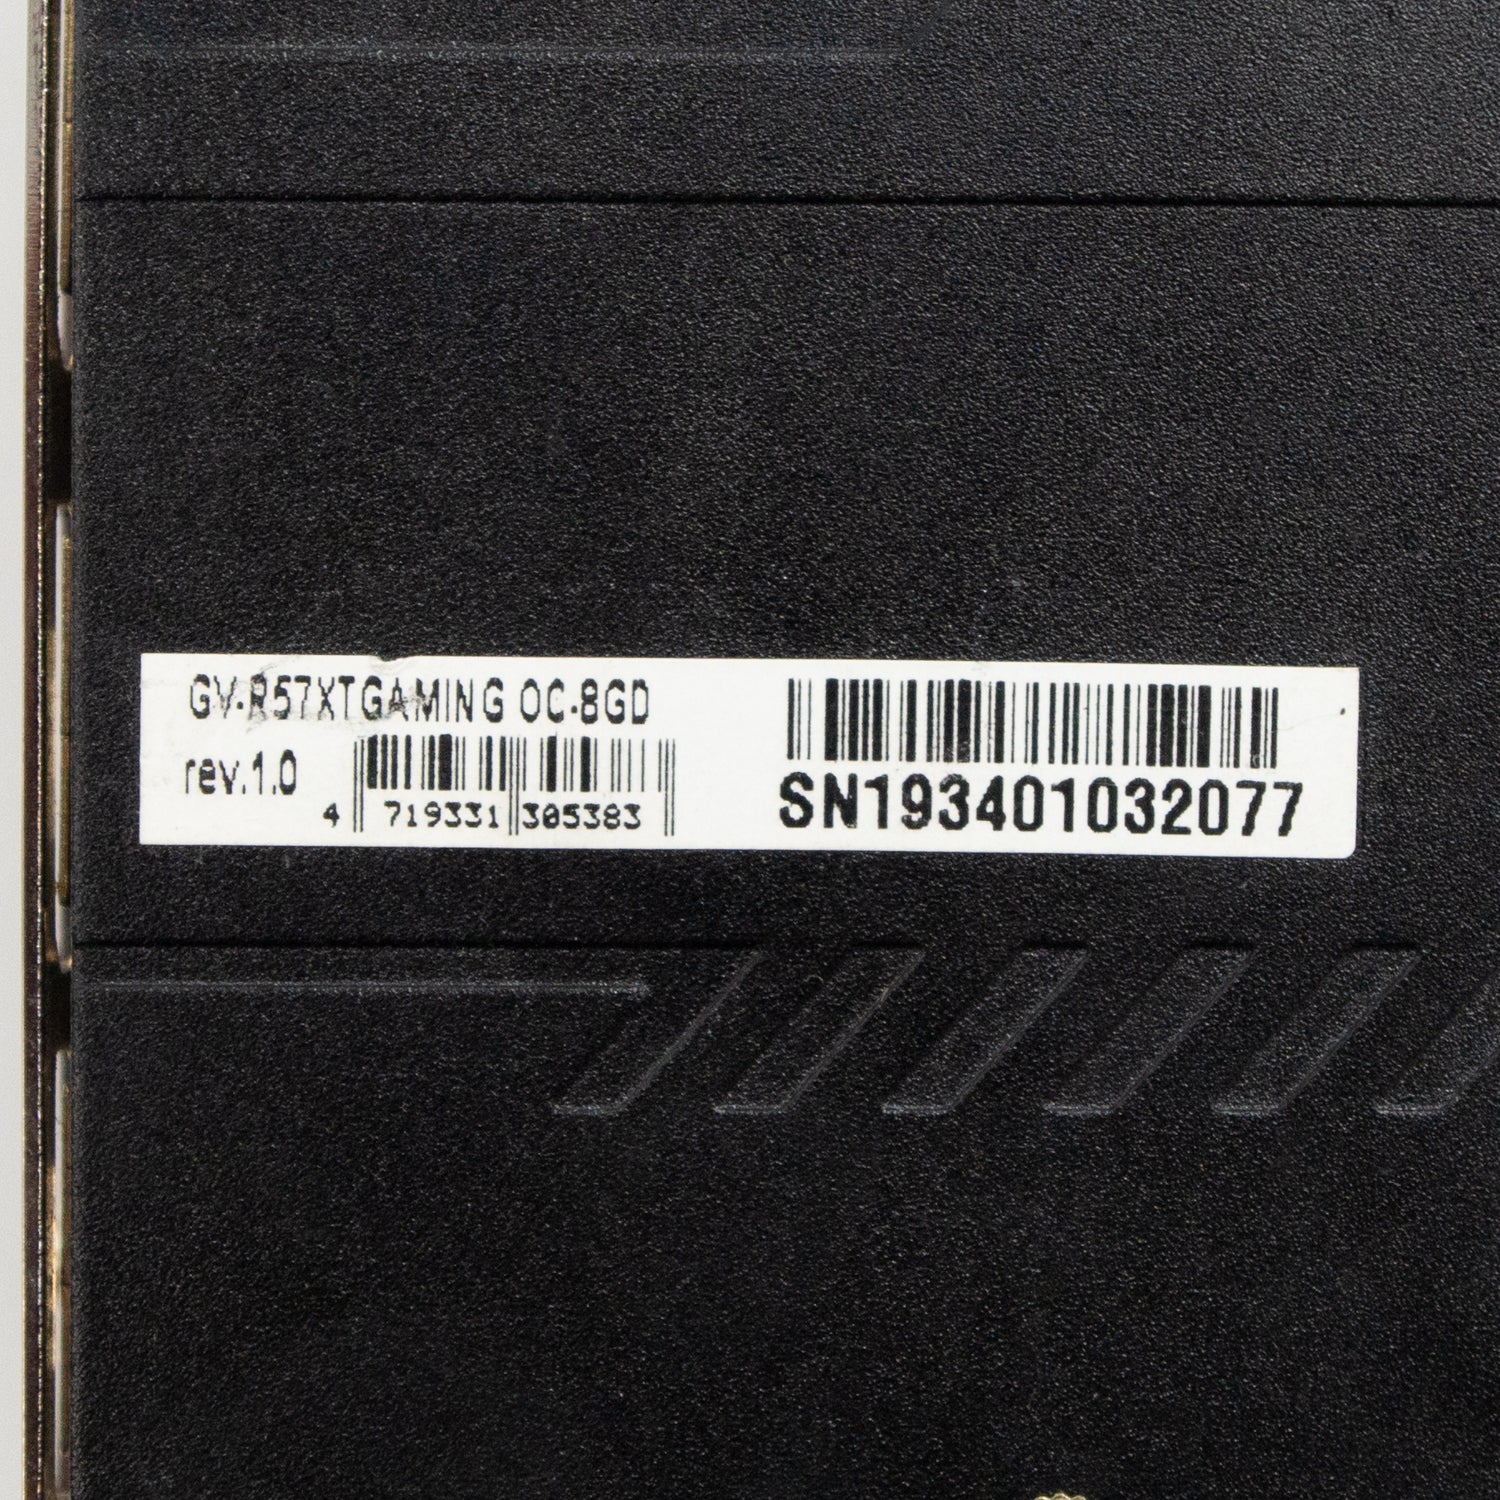 GV-R57XTGAMING OC-8GD
rev.1.0
4 719331 305383
SN193401032077